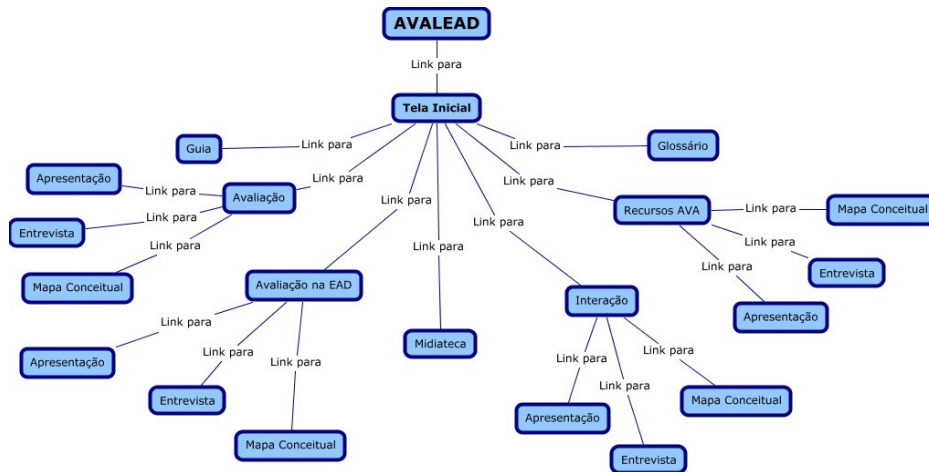 AVALEAD
Link para
Tela Inicial
Guia
Link para
Link para
Glossário
Apresentação
Link para
Avaliação
Link para
Link para
Entrevista
Link para
Link para
Recursos AVA
Link para
Mapa Conceitual
Link para
Link para
Link para
Link para
Link para
Mapa Conceitual
Entrevista
Avaliação na EAD
Interação
Apresentação
Link para
Apresentação
Link para
Midiateca
Link para
Link para
Link para
Link para
Entrevista
Mapa Conceitual
Apresentação
Mapa Conceitual
Entrevista